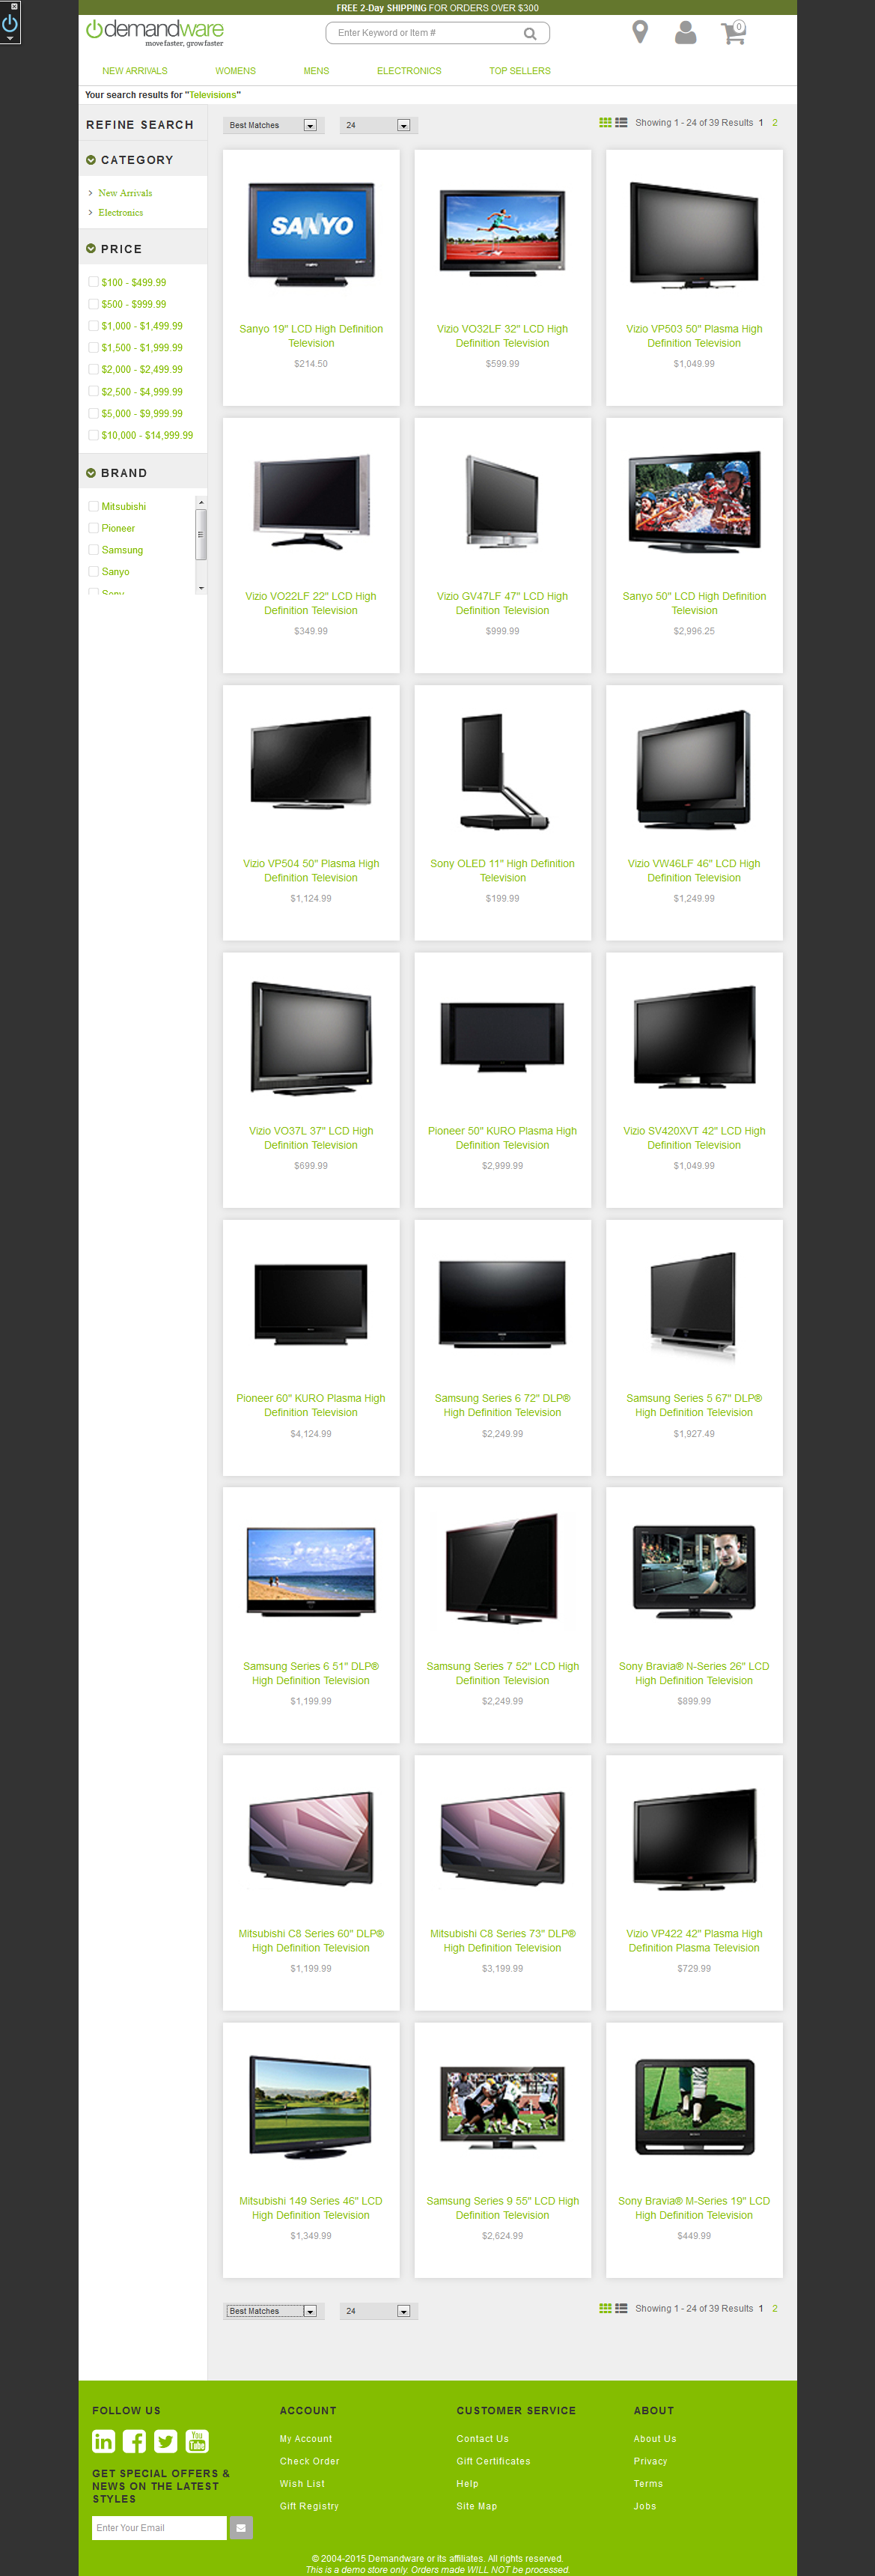 FREE 2-Day SHIPPING FOR ORDERS OVER $300
demandware
move faster, grow faster
Enter Keyword or Item #
0
NEW ARRIVALS WOMENS MENS ELECTRONICS TOP SELLERS
Your search results for "Televisions"
REFINE SEARCH
CATEGORY
New Arrivals
Electronics
PRICE
$100 - $499.99
$500 - $999.99
$1,000 - $1,499.99
$1,500 - $1,999.99
$2,000 - $2,499.99
$2,500 - $4,999.99
$5,000 - $9,999.99
$10,000 - $14,999.99
BRAND
Mitsubishi
Pioneer
Samsung
Sanyo
Sony
Best Matches 24 Showing 1 - 24 of 39 Results 1 2
SANYO
Sanyo 19" LCD High Definition
Television
$214.50
Vizio VO32LF 32" LCD High
Definition Television
$599.99
Vizio VP503 50" Plasma High
Definition Television
$1,049.99
Vizio VO22LF 22" LCD High
Definition Television
$349.99
Vizio GV47LF 47" LCD High
Definition Television
$999.99
Sanyo 50" LCD High Definition
Television
$2,996.25
Vizio VP504 50" Plasma High
Definition Television
$1,124.99
Sony OLED 11" High Definition
Television
$199.99
Vizio VW46LF 46" LCD High
Definition Television
$1,249.99
Vizio VO37L 37" LCD High
Definition Television
$699.99
Pioneer 50" KURO Plasma High
Definition Television
$2,999.99
Vizio SV420XVT 42" LCD High
Definition Television
$1,049.99
Pioneer 60" KURO Plasma High
Definition Television
$4,124.99
Samsung Series 6 72" DLP®
High Definition Television
$2,249.99
Samsung Series 5 67" DLP®
High Definition Television
$1,927.49
Samsung Series 6 51" DLP®
High Definition Television
$1,199.99
Samsung Series 7 52" LCD High
Definition Television
$2,249.99
Sony Bravia® N-Series 26" LCD
High Definition Television
$899.99
Mitsubishi C8 Series 60" DLP®
High Definition Television
$1,199.99
Mitsubishi C8 Series 73" DLP®
High Definition Television
$3,199.99
Vizio VP422 42" Plasma High
Definition Plasma Television
$729.99
Mitsubishi 149 Series 46" LCD
High Definition Television
$1,349.99
Samsung Series 9 55" LCD High
Definition Television
$2,624.99
Sony Bravia® M-Series 19" LCD
High Definition Television
$449.99
Best Matches 24 Showing 1 - 24 of 39 Results 1 2
FOLLOW US
in
You
Tube
GET SPECIAL OFFERS &
NEWS ON THE LATEST
STYLES
Enter Your Email
ACCOUNT
My Account
Check Order
Wish List
Gift Registry
CUSTOMER SERVICE
Contact Us
Gift Certificates
Help
Site Map
ABOUT
About Us
Privacy
Terms
Jobs
© 2004-2015 Demandware or its affiliates. All rights reserved.
This is a demo store only. Orders made WILL NOT be processed.